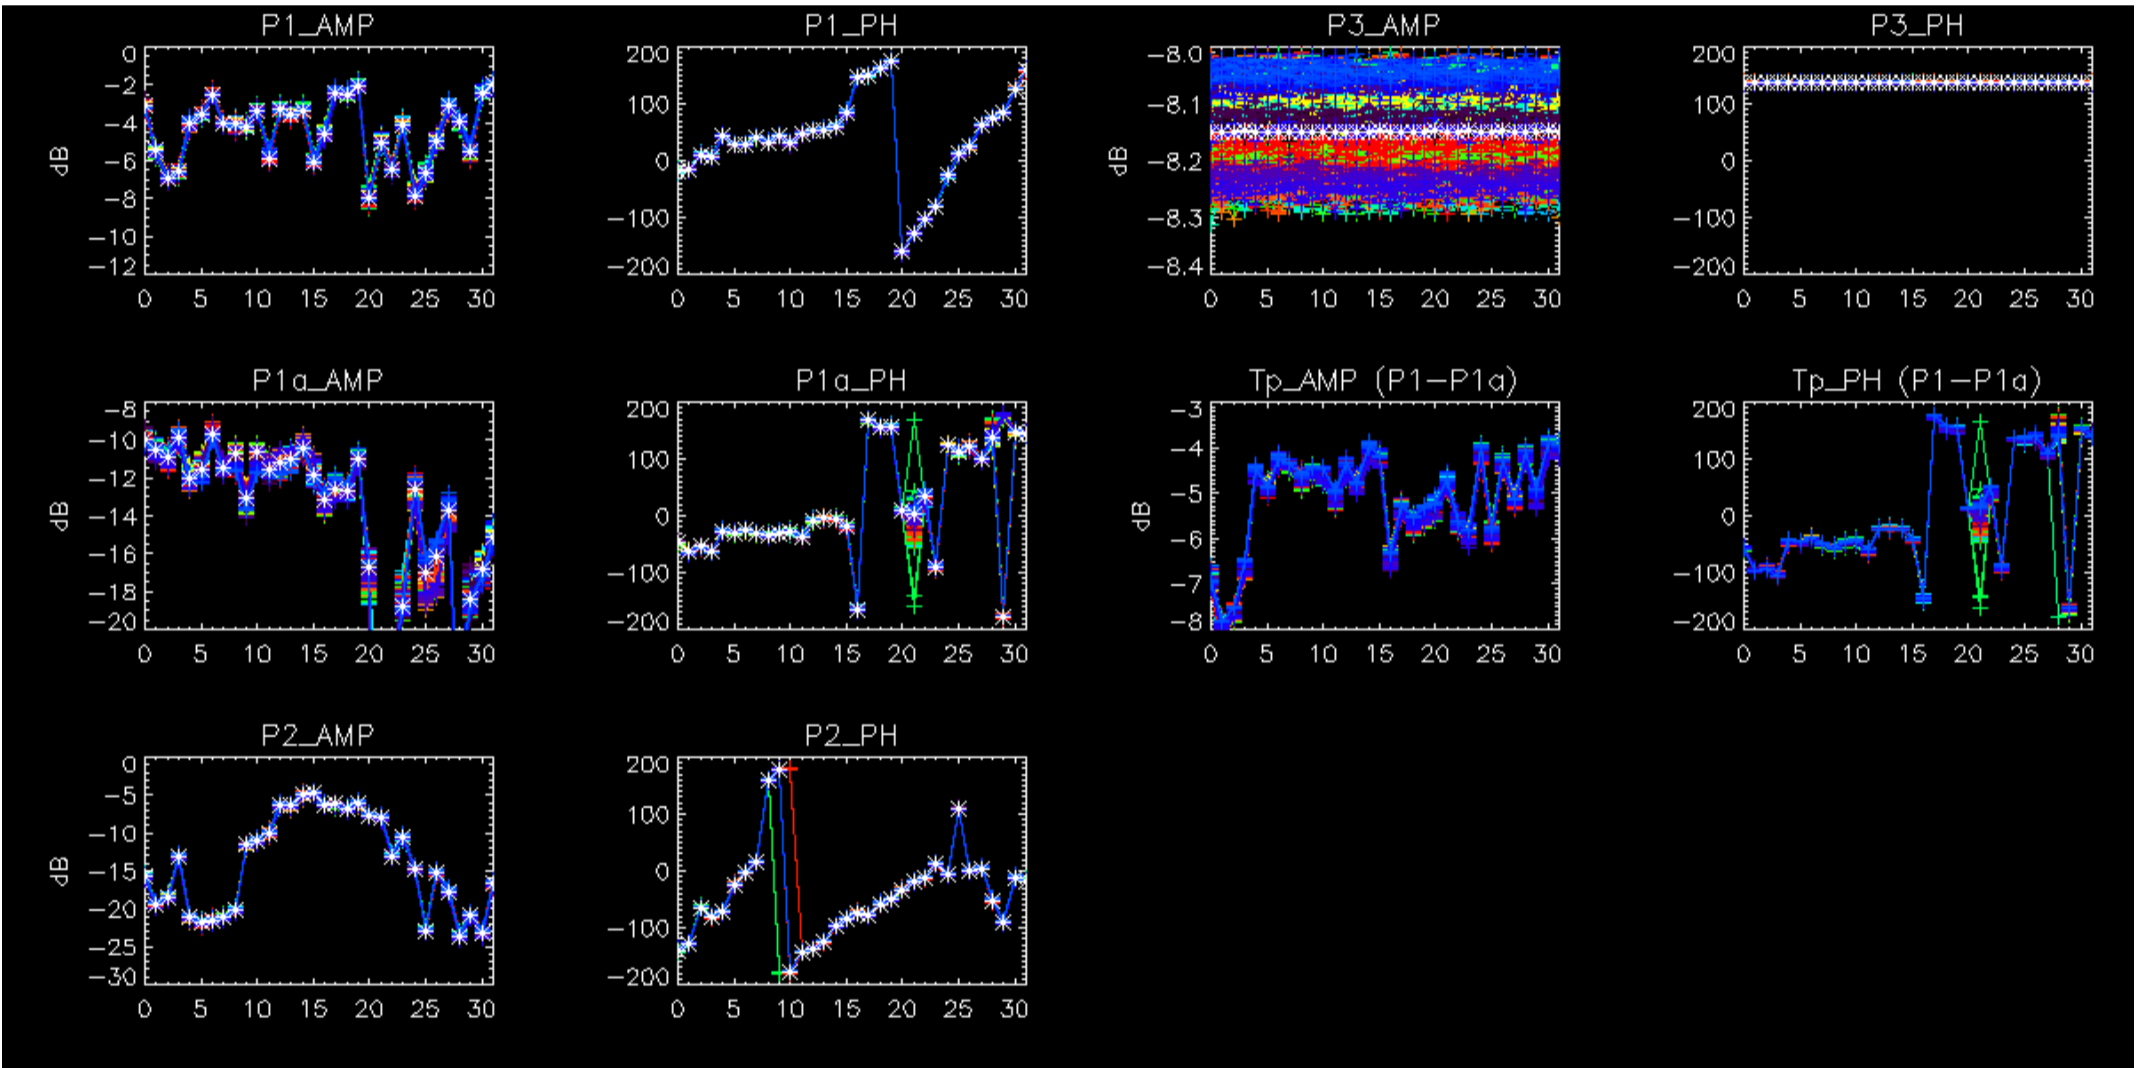 P1_AMP P1_PH P3_AMP P3_PH
0 200 -8.0 200
-2 100 -8.1 100
-4 0 -8.2 0
-6 -100 -8.3 -100
-8 -200 -8.4 -200
-10
-12
dB dB
0 5 10 15 20 25 30 0 5 10 15 20 25 30 0 5 10 15 20 25 30 0 5 10 15 20 25 30
P1a_AMP P1a_PH Tp_AMP (P1-P1a) Tp_PH (P1-P1a)
-8 200 -3 200
-10 100 -4 100
-12 0 -5 0
-14 -100 -6 -100
-16 -200 -7 -200
-18 -8
-20
dB dB
0 5 10 15 20 25 30 0 5 10 15 20 25 30 0 5 10 15 20 25 30 0 5 10 15 20 25 30
P2_AMP P2_PH
0 200
-5 100
-10 0
-15 -100
-20 -200
-25
-30
dB
0 5 10 15 20 25 30 0 5 10 15 20 25 30